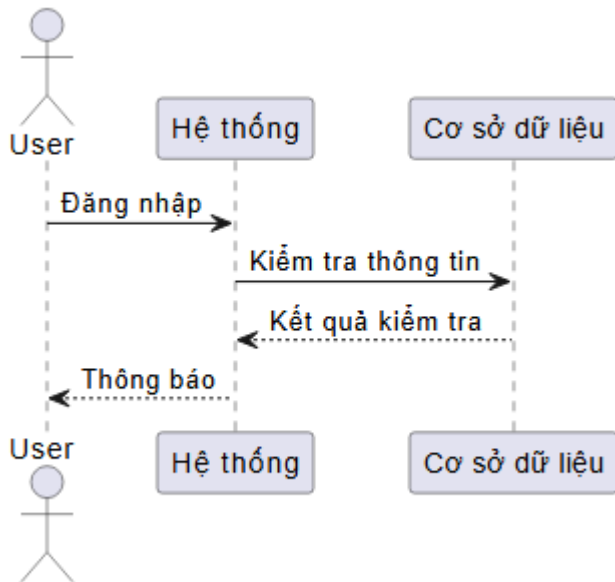 User
Hệ thống
Cơ sở dữ liệu
Đăng nhập
Kiểm tra thông tin
Kết quả kiểm tra
Thông báo
User
Hệ thống
Cơ sở dữ liệu